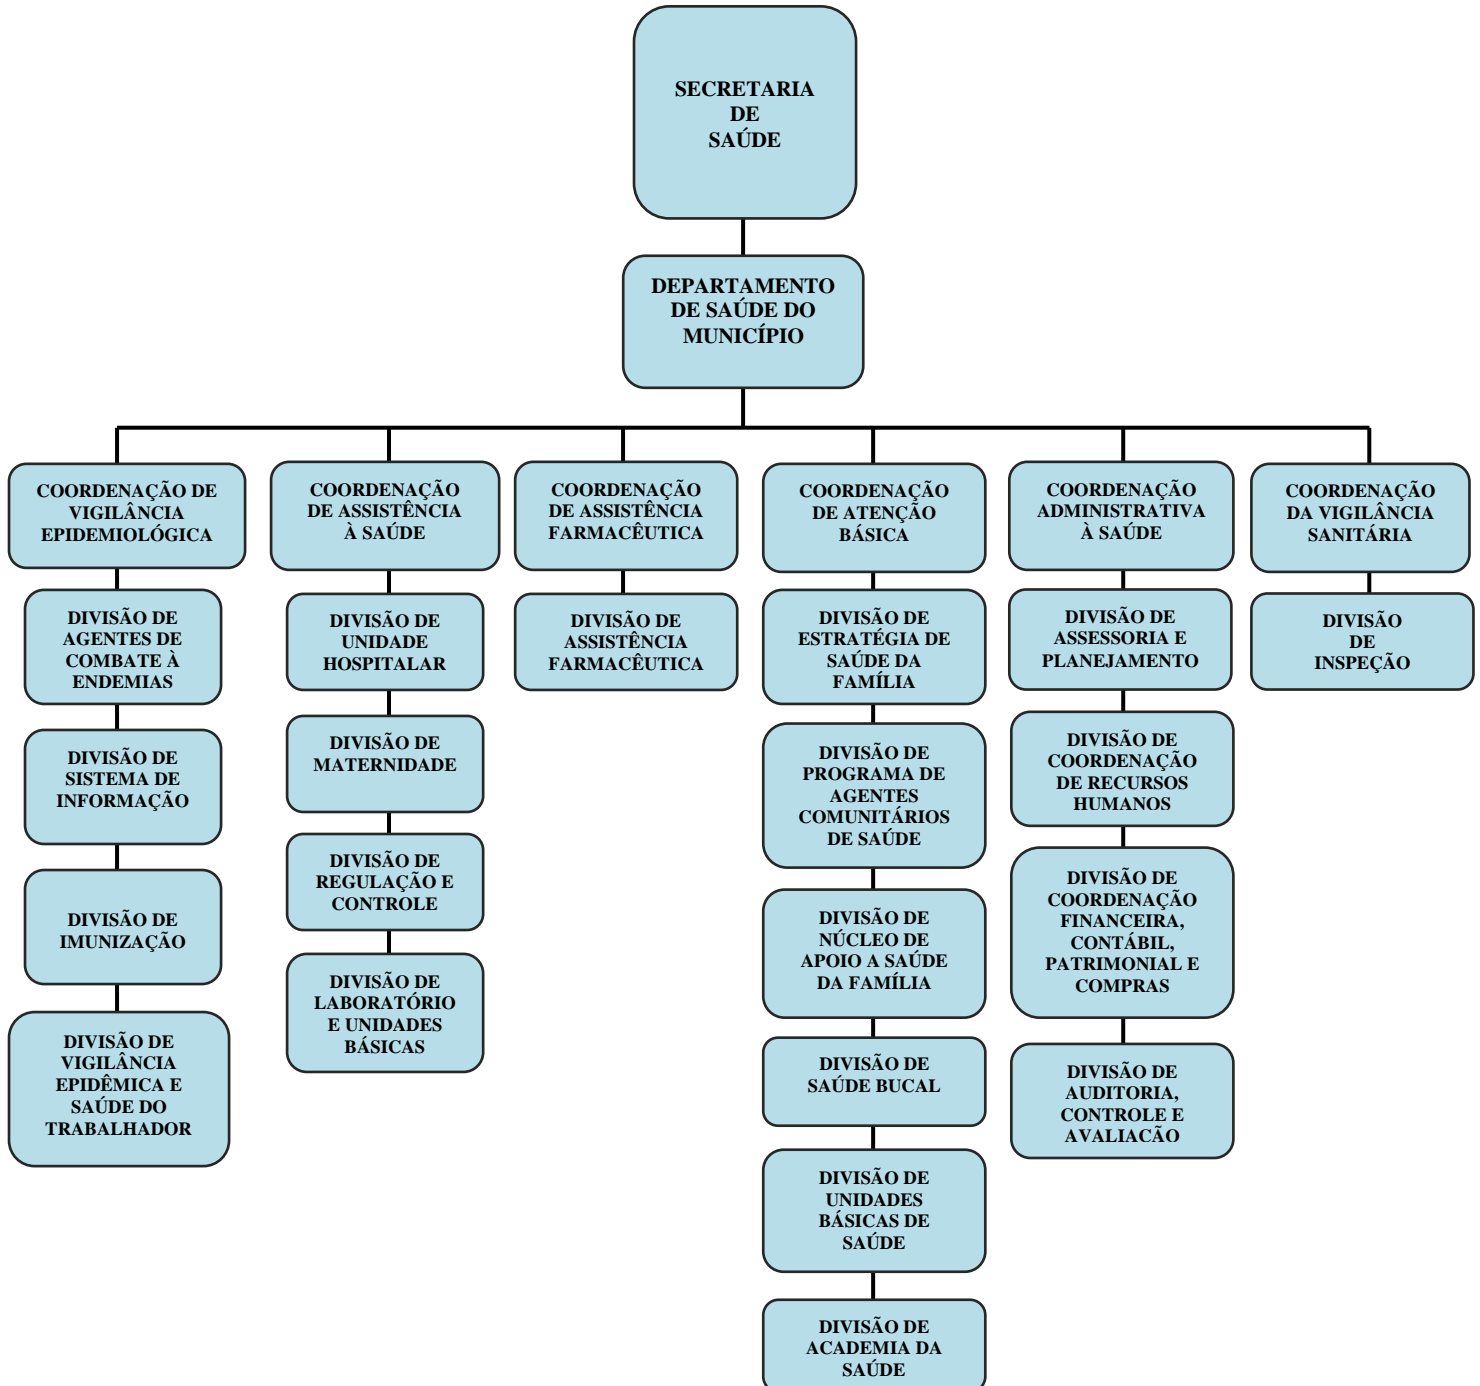 SECRETARIA
DE
SAÚDE
DEPARTAMENTO
DE SAÚDE DO
MUNICÍPIO
COORDENAÇÃO DE
VIGILÂNCIA
EPIDEMIOLÓGICA
COORDENAÇÃO
DE ASSISTÊNCIA
À SAÚDE
COORDENAÇÃO
DE ASSISTÊNCIA
FARMACÊUTICA
COORDENAÇÃO
DE ATENÇÃO
BÁSICA
COORDENAÇÃO
ADMINISTRATIVA
À SAÚDE
COORDENAÇÃO
DA VIGILÂNCIA
SANITÁRIA
DIVISÃO DE
AGENTES DE
COMBATE À
ENDEMIAS
DIVISÃO DE
SISTEMA DE
INFORMAÇÃO
DIVISÃO DE
IMUNIZAÇÃO
DIVISÃO DE
VIGILÂNCIA
EPIDÊMICA E
SAÚDE DO
TRABALHADOR
DIVISÃO DE
UNIDADE
HOSPITALAR
DIVISÃO DE
MATERNIDADE
DIVISÃO DE
REGULAÇÃO E
CONTROLE
DIVISÃO DE
LABORATÓRIO
E UNIDADES
BÁSICAS
DIVISÃO DE
ASSISTÊNCIA
FARMACÊUTICA
DIVISÃO DE
ESTRATÉGIA DE
SAÚDE DA
FAMÍLIA
DIVISÃO DE
PROGRAMA DE
AGENTES
COMUNITÁRIOS
DE SAÚDE
DIVISÃO DE
NÚCLEO DE
APOIO A SAÚDE
DA FAMÍLIA
DIVISÃO DE
SAÚDE BUCAL
DIVISÃO DE
UNIDADES
BÁSICAS DE
SAÚDE
DIVISÃO DE
ACADEMIA DA
SAÚDE
DIVISÃO DE
ASSESSORIA E
PLANEJAMENTO
DIVISÃO DE
COORDENAÇÃO
DE RECURSOS
HUMANOS
DIVISÃO DE
COORDENAÇÃO
FINANCEIRA,
CONTÁBIL,
PATRIMONIAL E
COMPRAS
DIVISÃO DE
AUDITORIA,
CONTROLE E
AVALIACÃO
DIVISÃO
DE
INSPEÇÃO